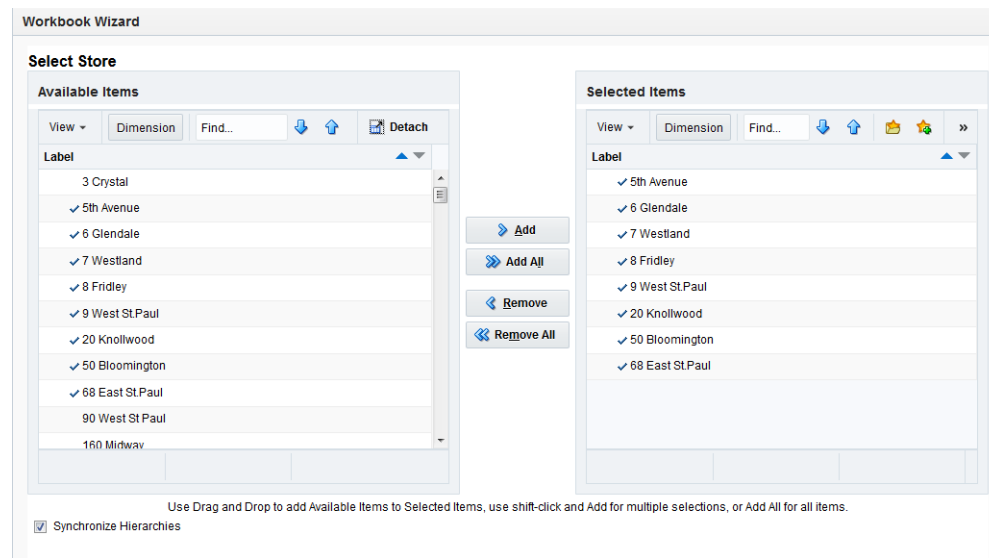 Workbook Wizard
Select Store
Available Items
View Dimension Find... Detach
Label
3 Crystal
5th Avenue
6 Glendale
7 Westland
8 Fridley
9 West St.Paul
20 Knollwood
50 Bloomington
68 East St.Paul
90 West St Paul
160 Midway
Add
Add All
Remove
Remove All
Selected Items
View Dimension Find... »
Label
5th Avenue
6 Glendale
7 Westland
8 Fridley
9 West St.Paul
20 Knollwood
50 Bloomington
68 East St.Paul
Use Drag and Drop to add Available Items to Selected Items, use shift-click and Add for multiple selections, or Add All for all items.
Synchronize Hierarchies